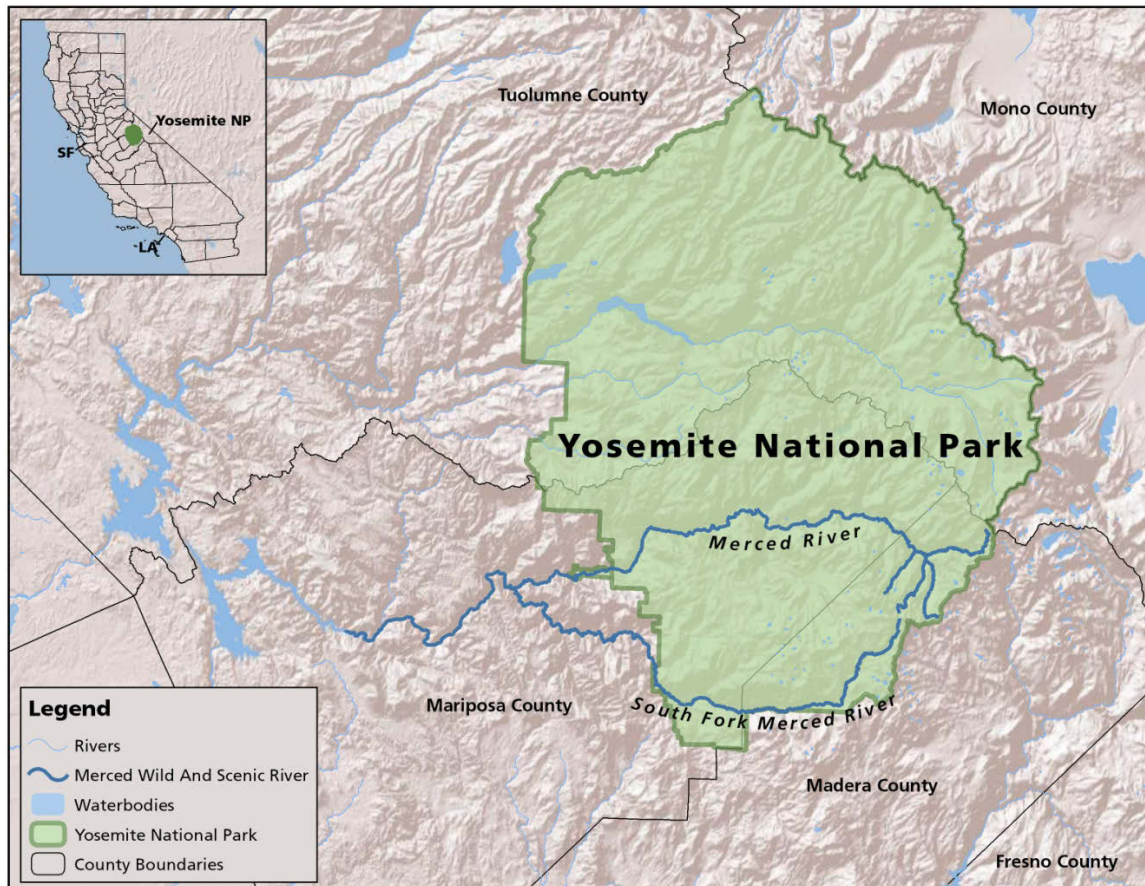 Yosemite NP
SF
LA
Tuolumne County
Mono County
Yosemite National Park
Merced River
South Fork Merced River
Mariposa County
Madera County
Fresno County
Legend
Rivers
Merced Wild And Scenic River
Waterbodies
Yosemite National Park
County Boundaries